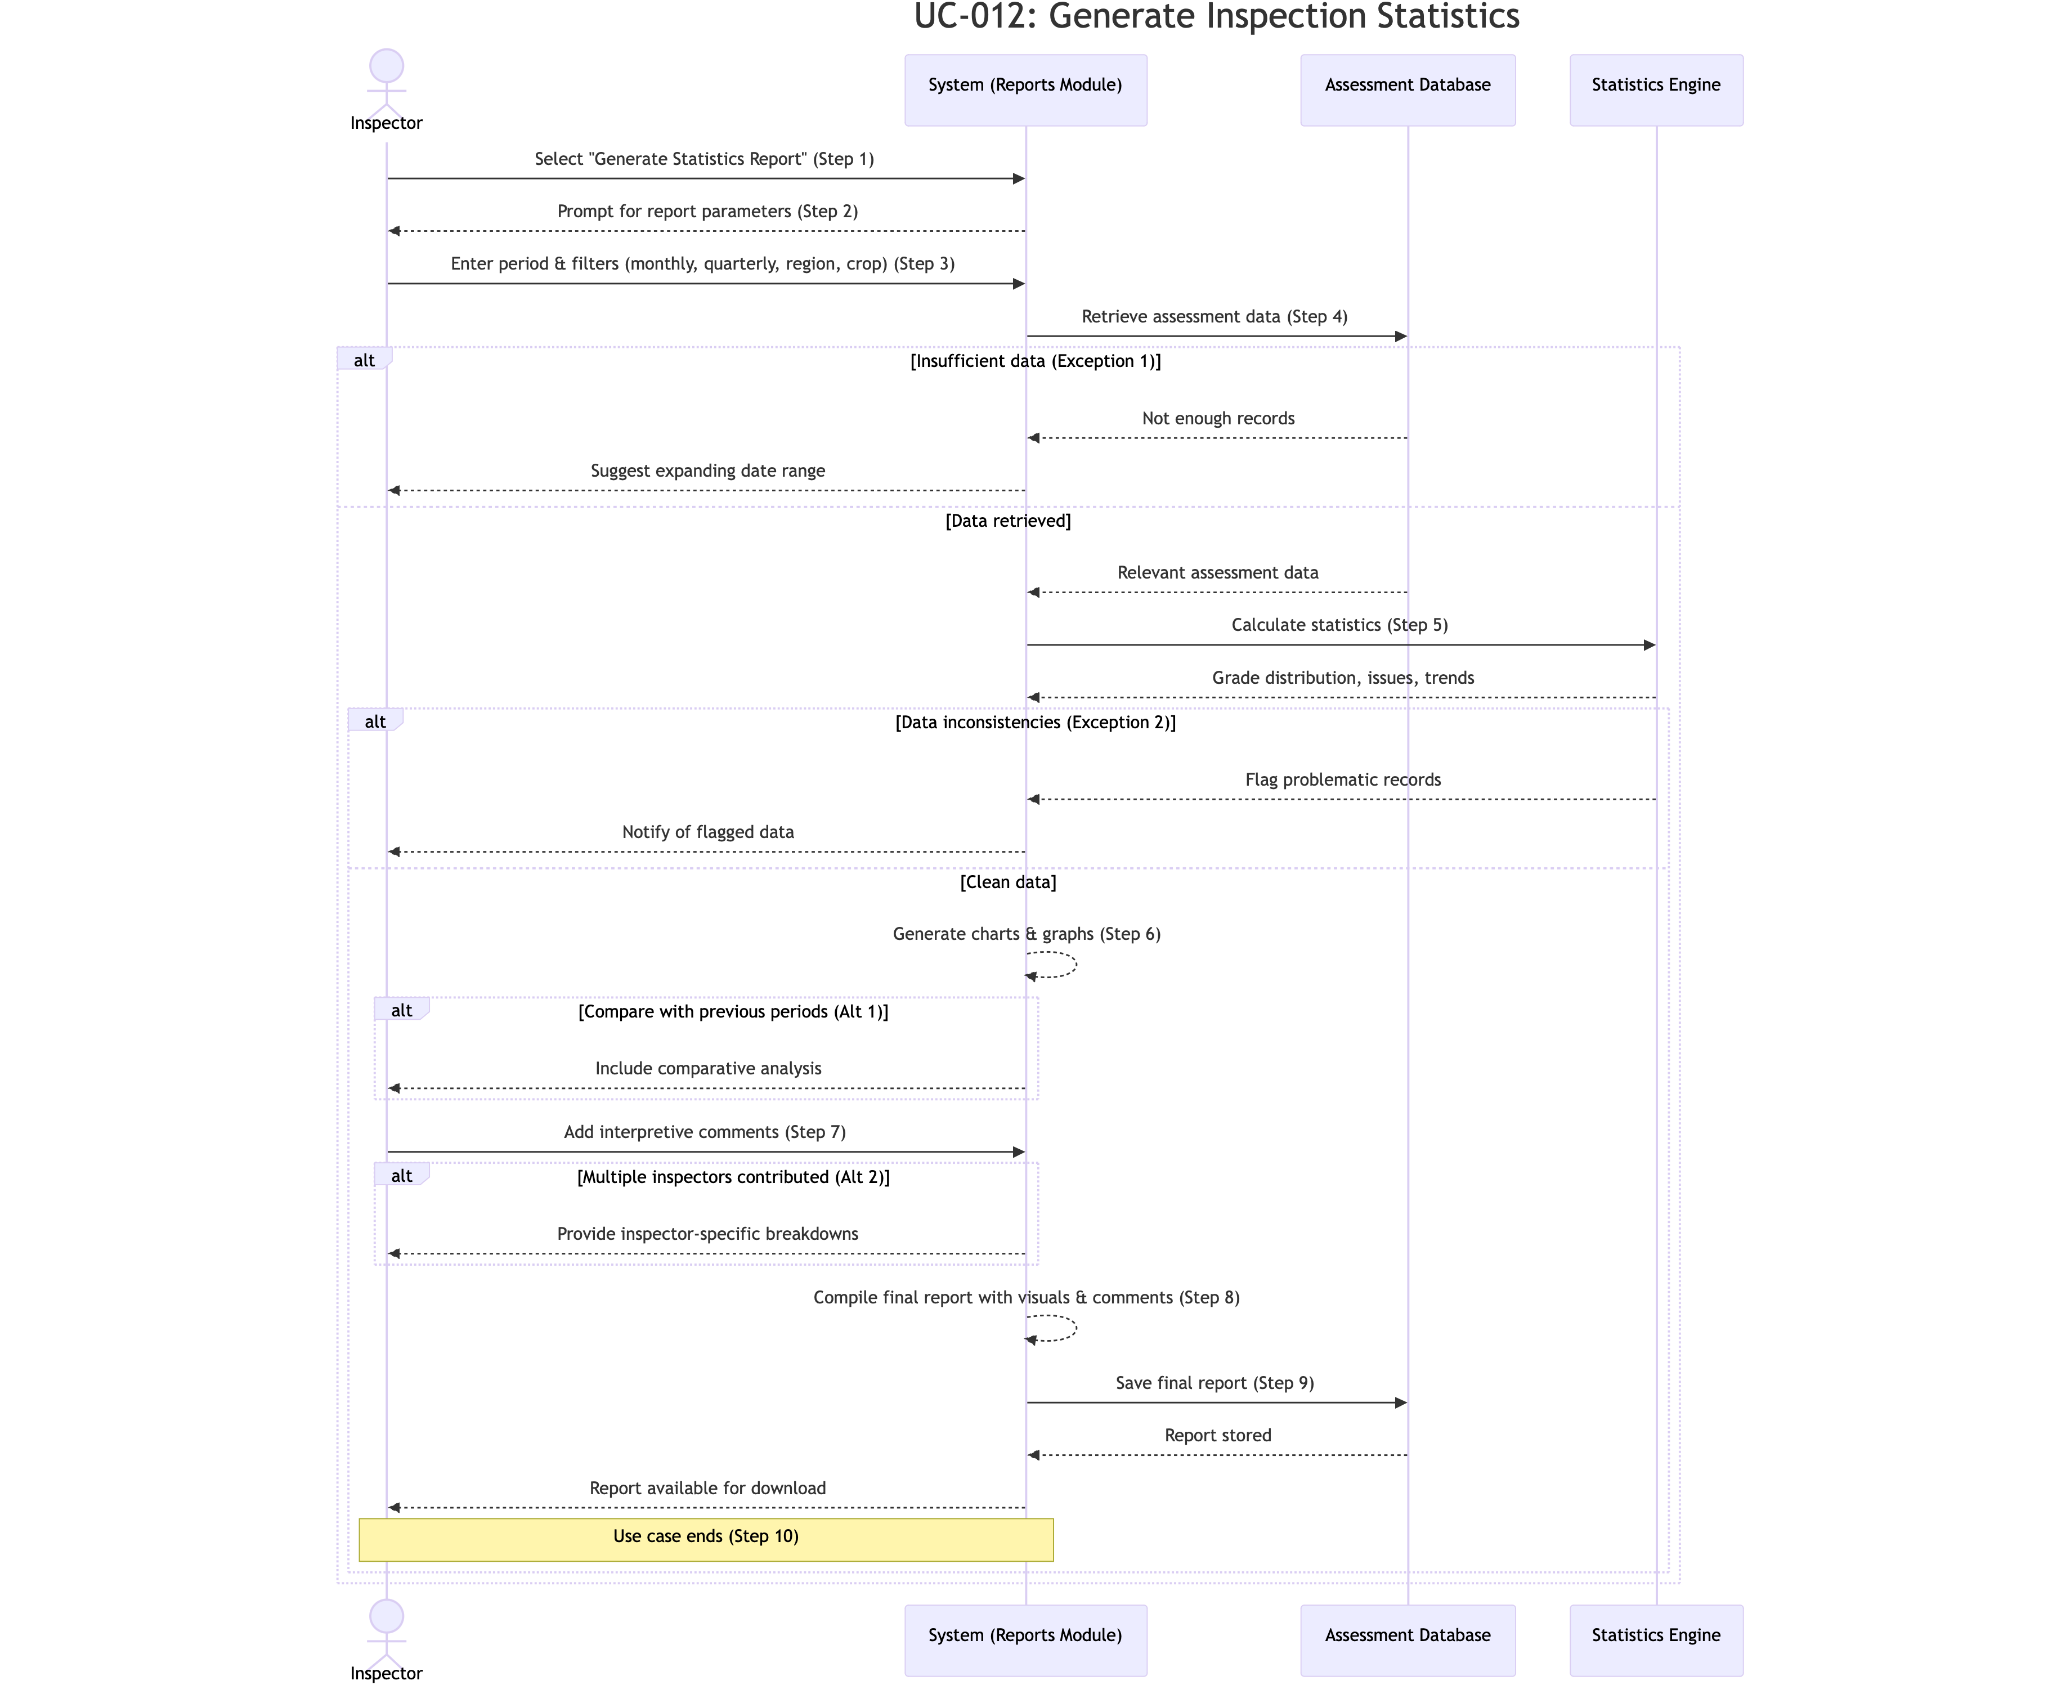 UC-012: Generate Inspection Statistics
Inspector
System (Reports Module)
Assessment Database
Statistics Engine
Select "Generate Statistics Report" (Step 1)
Prompt for report parameters (Step 2)
Enter period & filters (monthly, quarterly, region, crop) (Step 3)
Retrieve assessment data (Step 4)
alt
[Insufficient data (Exception 1)]
Not enough records
Suggest expanding date range
[Data retrieved]
Relevant assessment data
Calculate statistics (Step 5)
Grade distribution, issues, trends
alt
[Data inconsistencies (Exception 2)]
Flag problematic records
Notify of flagged data
[Clean data]
Generate charts & graphs (Step 6)
alt
[Compare with previous periods (Alt 1)]
Include comparative analysis
Add interpretive comments (Step 7)
alt
[Multiple inspectors contributed (Alt 2)]
Provide inspector-specific breakdowns
Compile final report with visuals & comments (Step 8)
Save final report (Step 9)
Report stored
Report available for download
Use case ends (Step 10)
Inspector
System (Reports Module)
Assessment Database
Statistics Engine